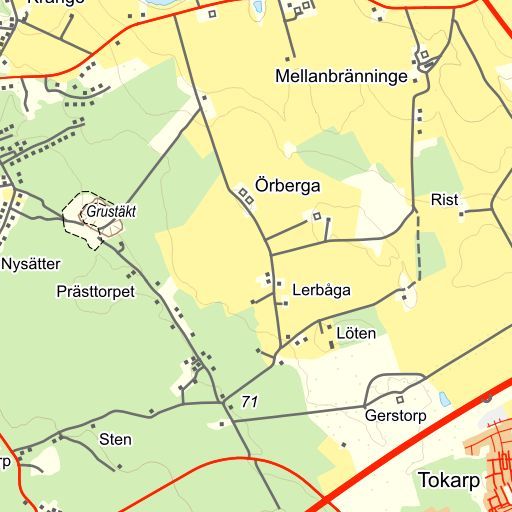 Mellanbränninge
Örberga
Rist
Grustäkt
Nysätter
Prästtorpet
Lerbåga
Löten
71
Gerstorp
Sten
Tokarp